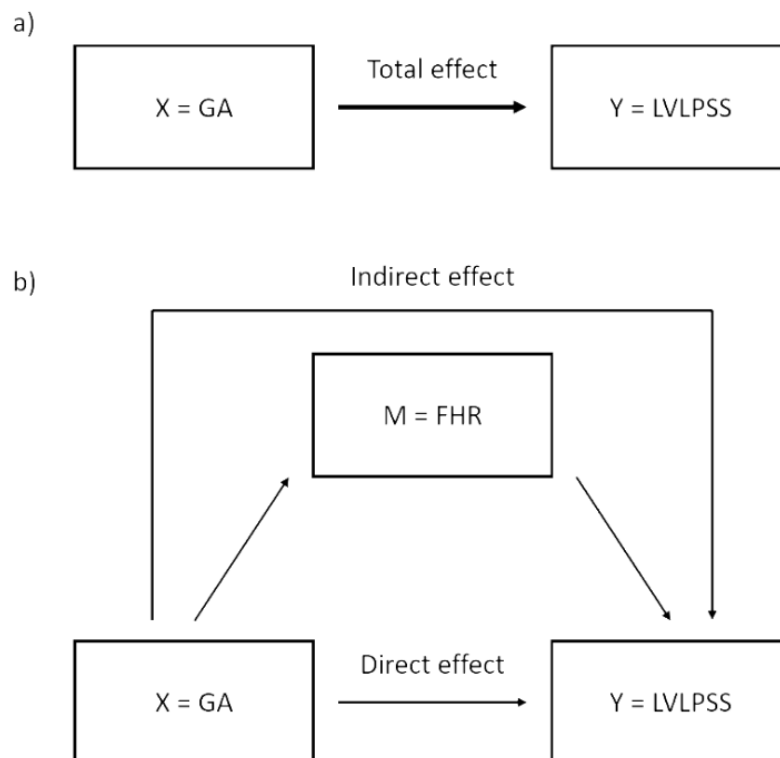 a)
Total effect
X = GA
Y = LVLPSS
b)
Indirect effect
M = FHR
Direct effect
X = GA
Y = LVLPSS